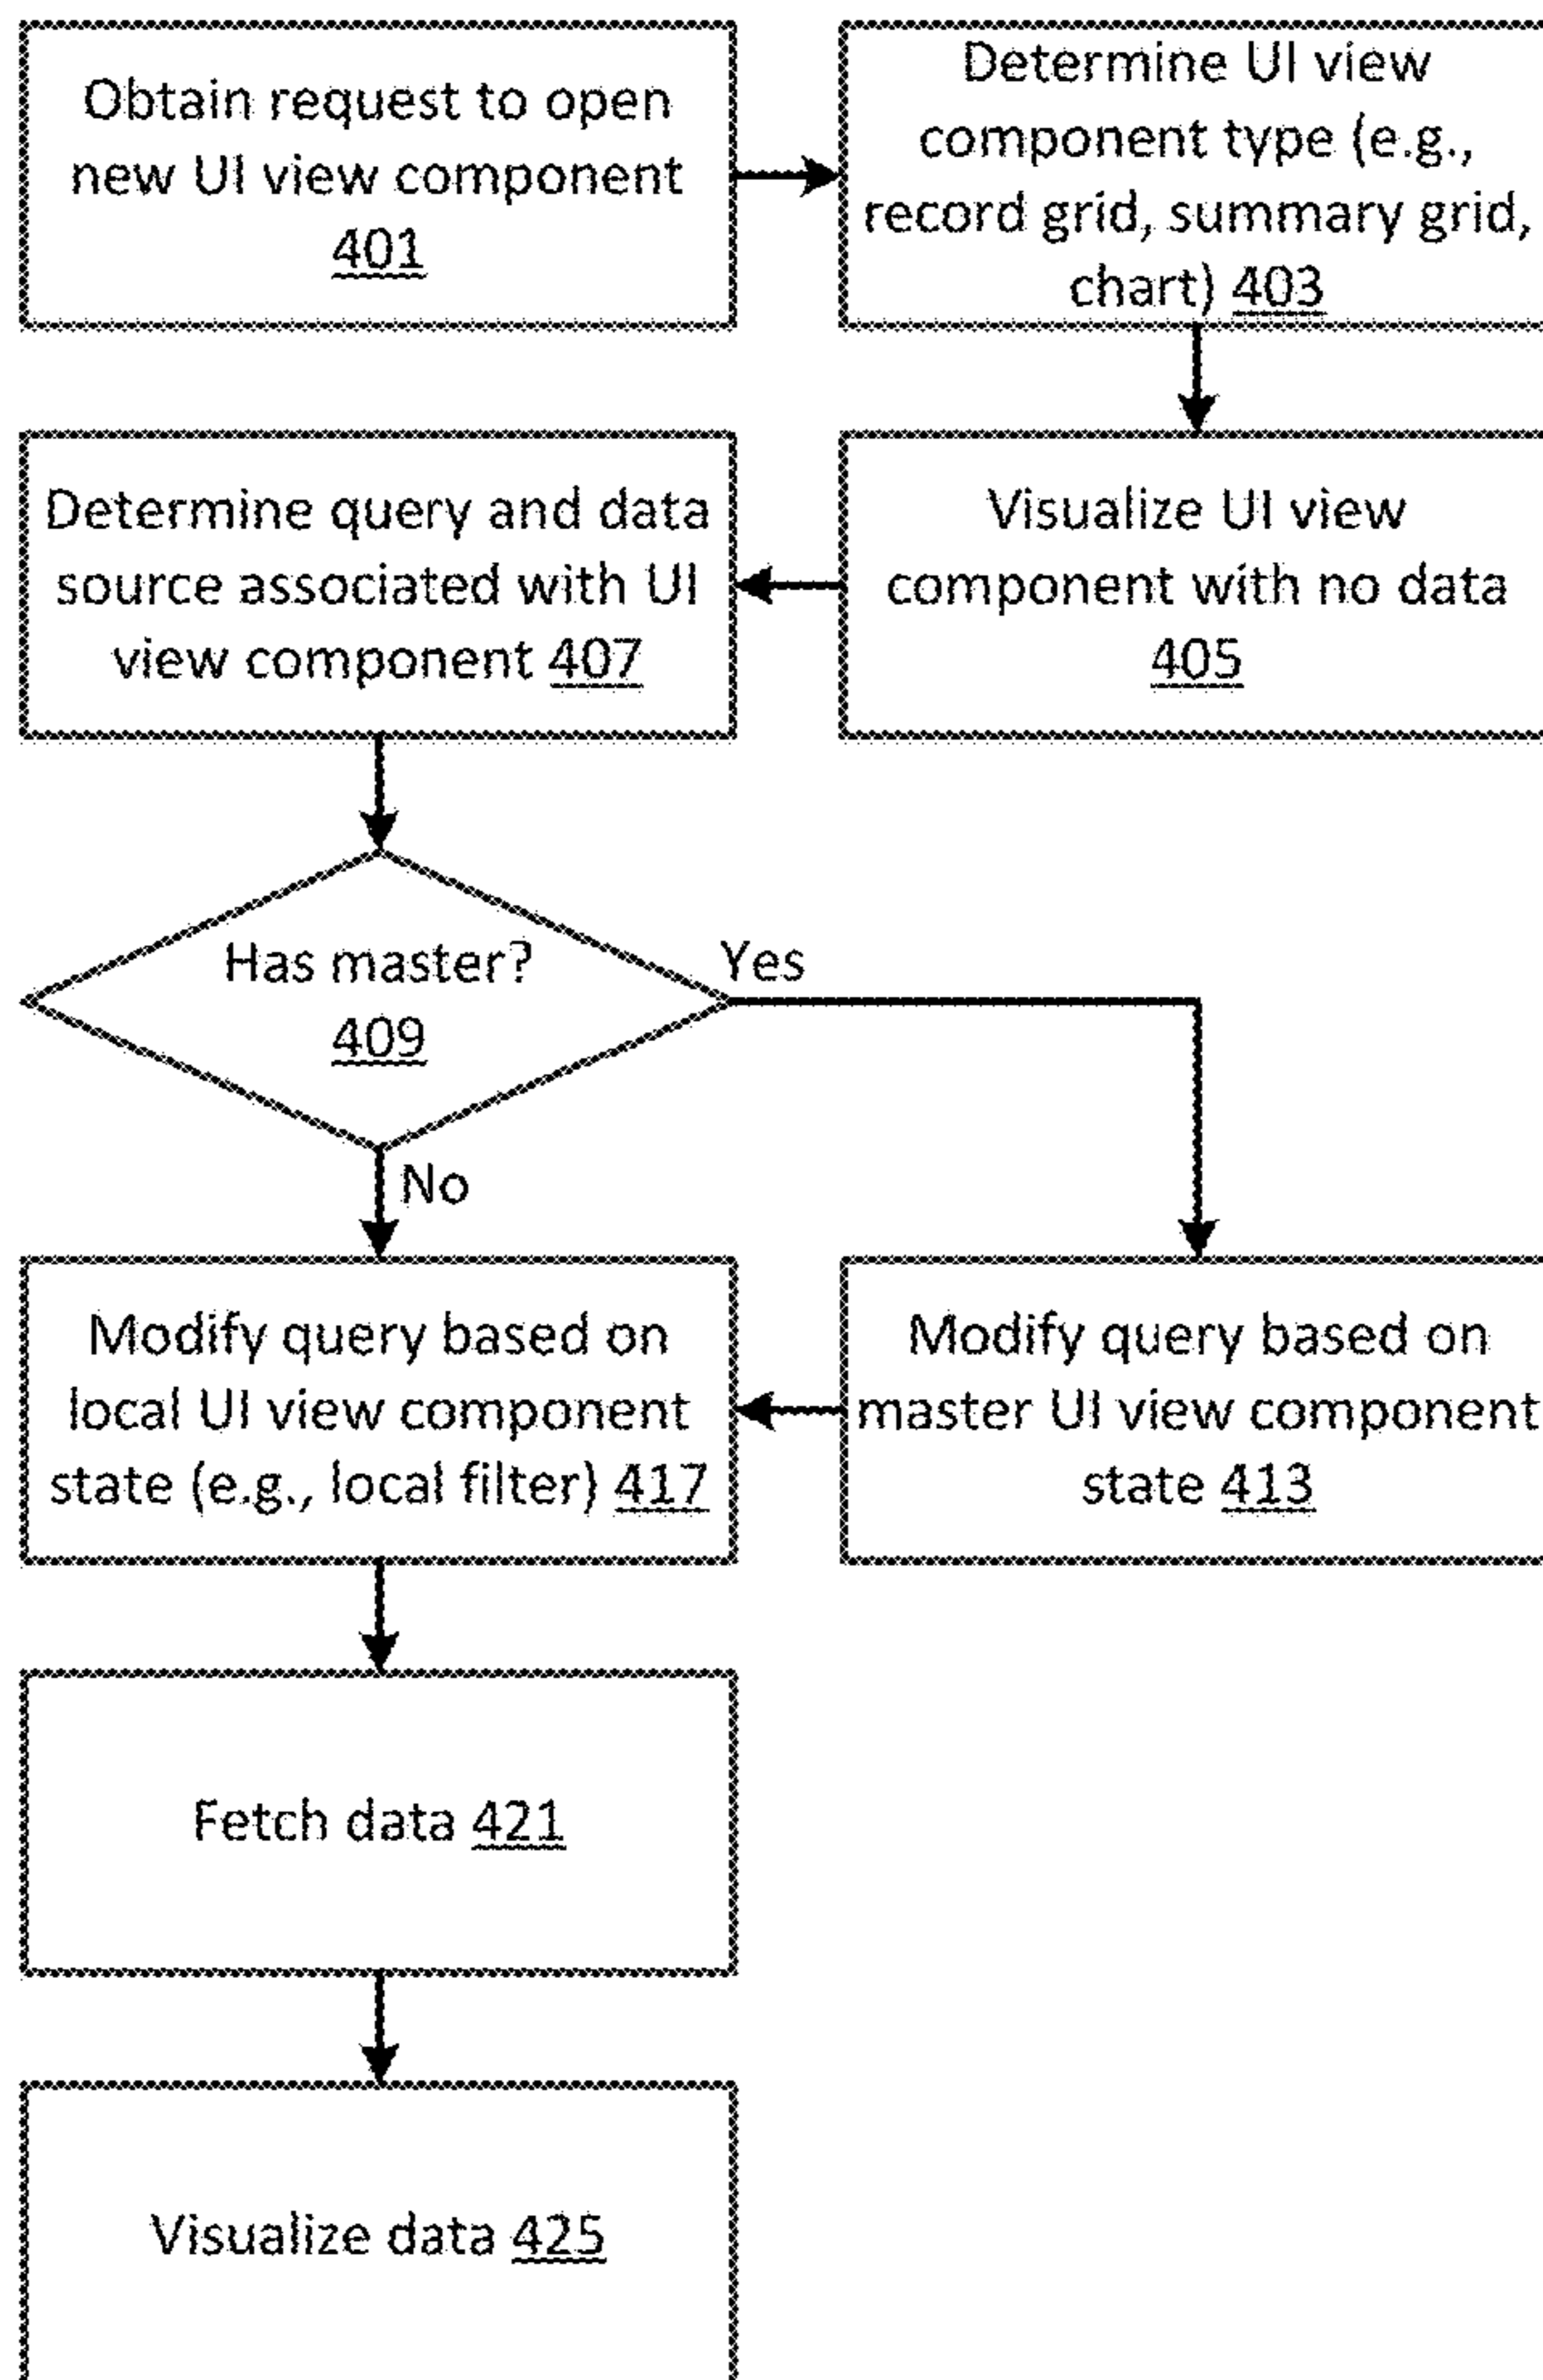 Obtain request to open
new UI view component
401
Determine UI view
component type (e.g.,
record grid, summary grid,
chart) 403
Visualize UI view
component with no data
405
Determine query and data
source associated with UI
view component 407
Has master?
409
Yes
No
Modify query based on
master UI view component
state 413
Modify query based on
local UI view component
state (e.g., local filter) 417
Fetch data 421
Visualize data 425